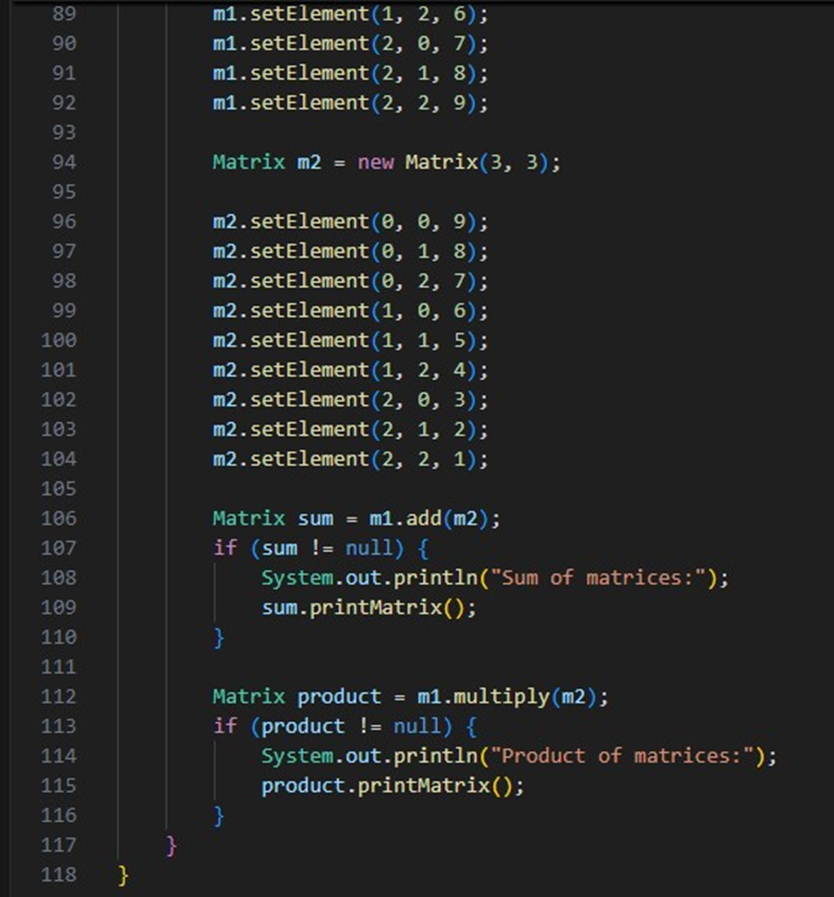 89 m1.setElement(1, 2, 6);
90 m1.setElement(2, 0, 7);
91 m1.setElement(2, 1, 8);
92 m1.setElement(2, 2, 9);
93
94 Matrix m2 = new Matrix(3, 3);
95
96 m2.setElement(0, 0, 9);
97 m2.setElement(0, 1, 8);
98 m2.setElement(0, 2, 7);
99 m2.setElement(1, 0, 6);
100 m2.setElement(1, 1, 5);
101 m2.setElement(1, 2, 4);
102 m2.setElement(2, 0, 3);
103 m2.setElement(2, 1, 2);
104 m2.setElement(2, 2, 1);
105
106 Matrix sum = m1.add(m2);
107 if (sum != null) {
108 System.out.println("Sum of matrices:");
109 sum.printMatrix();
110 }
111
112 Matrix product = m1.multiply(m2);
113 if (product != null) {
114 System.out.println("Product of matrices:");
115 product.printMatrix();
116 }
117 }
118 }